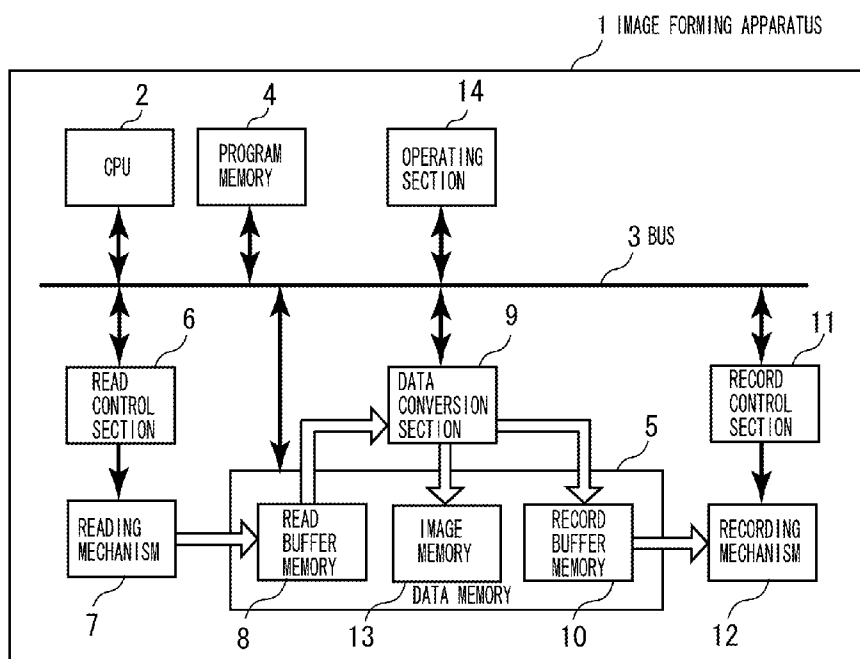 1 IMAGE FORMING APPARATUS
2
4
14
CPU
PROGRAM
MEMORY
OPERATING
SECTION
3 BUS
6
9
11
READ
CONTROL
SECTION
DATA
CONVERSION
SECTION
RECORD
CONTROL
SECTION
5
READING
MECHANISM
READ
BUFFER
MEMORY
IMAGE
MEMORY
RECORD
BUFFER
MEMORY
RECORDING
MECHANISM
DATA MEMORY
7
8
13
10
12